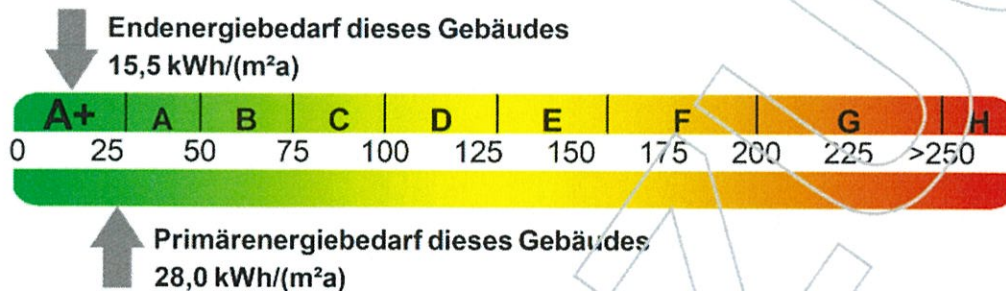 Endenergiebedarf dieses Gebäudes
15,5 kWh/(m²a)
A+ A B C D E F G H
0 25 50 75 100 125 150 175 200 225 >250
Primärenergiebedarf dieses Gebäudes
28,0 kWh/(m²a)